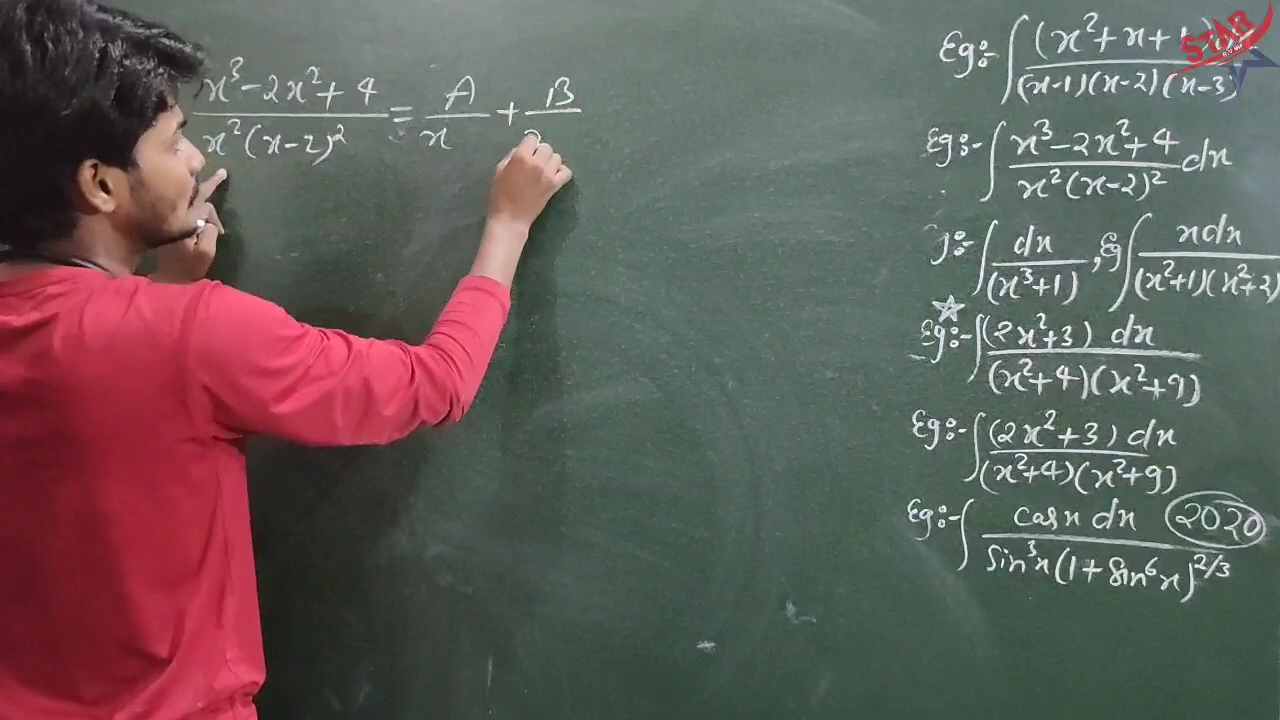 x³-2x²+4 / x²(x-2)² = A/x + B/
Eg:- ∫ (x²+x+1)dx / (x-1)(x-2)(x-3)
STAR
Eg:- ∫ x³-2x²+4 / x²(x-2)² dx
g:- ∫ dx / (x³+1) , Eg ∫ xdx / (x²+1)(x²+2)
Eg:- ∫ (2x²+3) dx / (x²+4)(x²+9)
Eg:- ∫ (2x²+3) dx / (x²+4)(x²+9)
Eg:- ∫ cosx dx / sin³x(1+sin⁶x)^2/3 2020